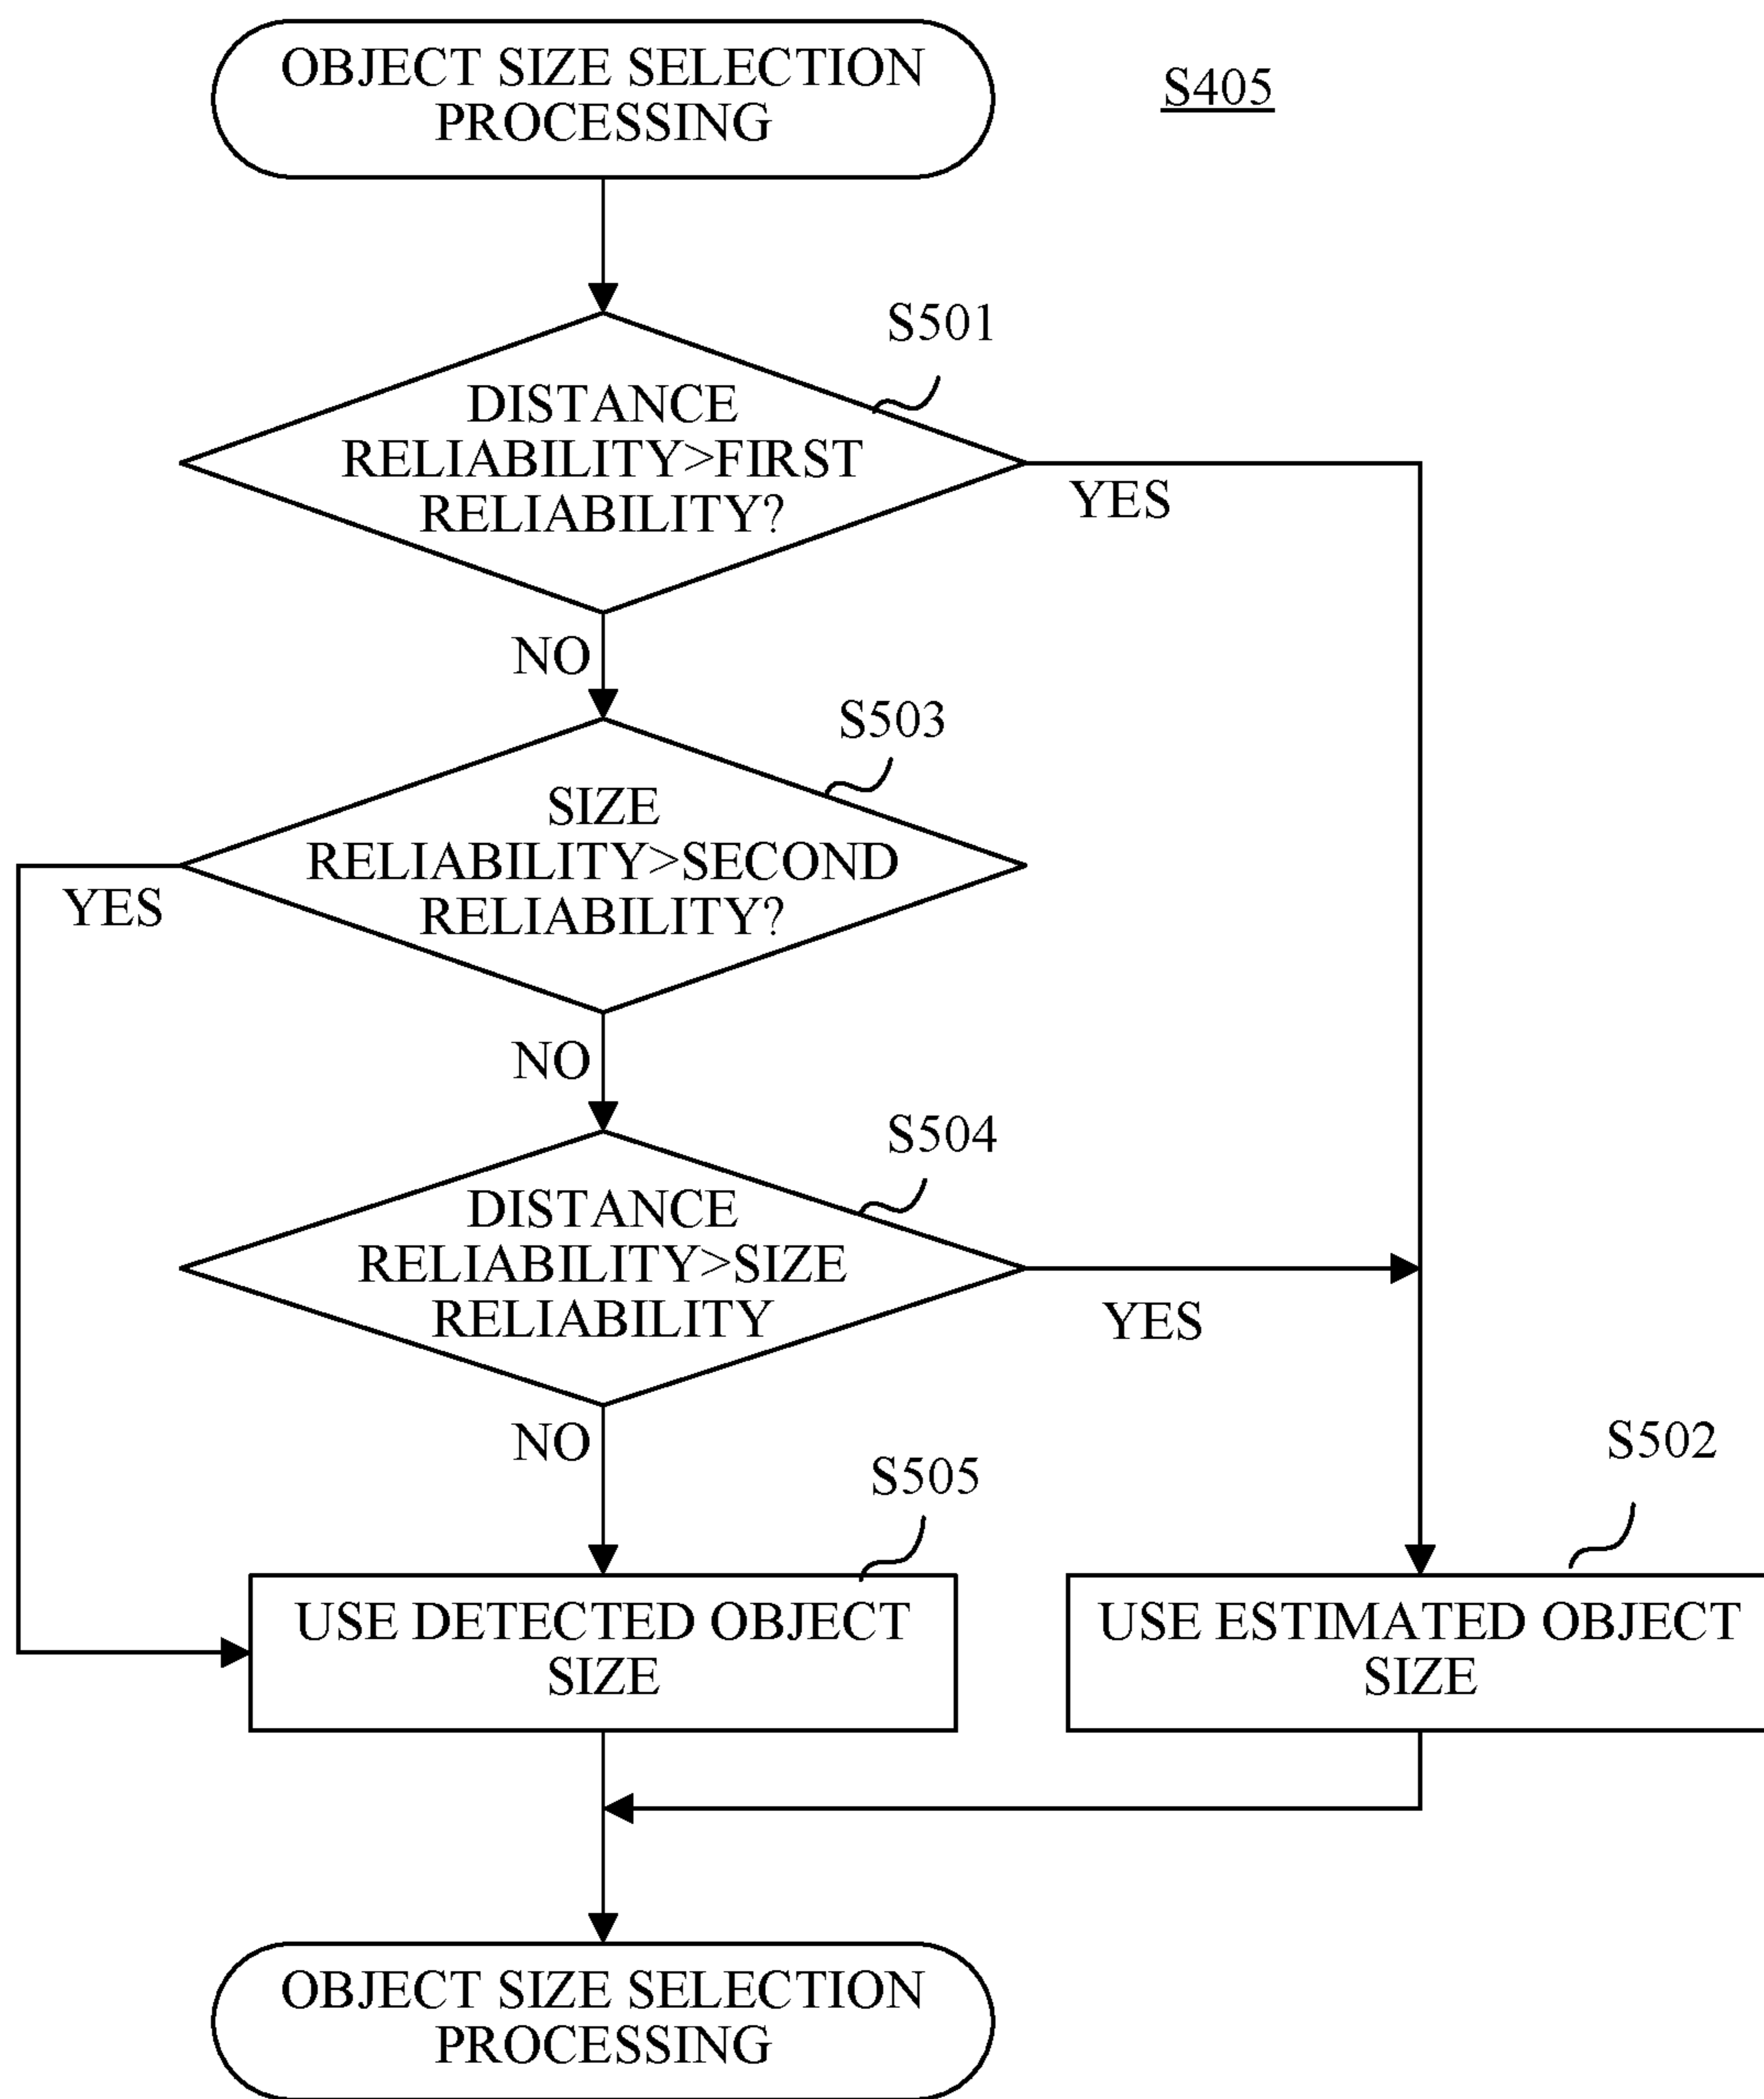 OBJECT SIZE SELECTION
PROCESSING
S405
S501
DISTANCE
RELIABILITY>FIRST
RELIABILITY?
YES
NO
S503
SIZE
RELIABILITY>SECOND
RELIABILITY?
YES
NO
S504
DISTANCE
RELIABILITY>SIZE
RELIABILITY
YES
NO
S505
S502
USE DETECTED OBJECT
SIZE
USE ESTIMATED OBJECT
SIZE
OBJECT SIZE SELECTION
PROCESSING